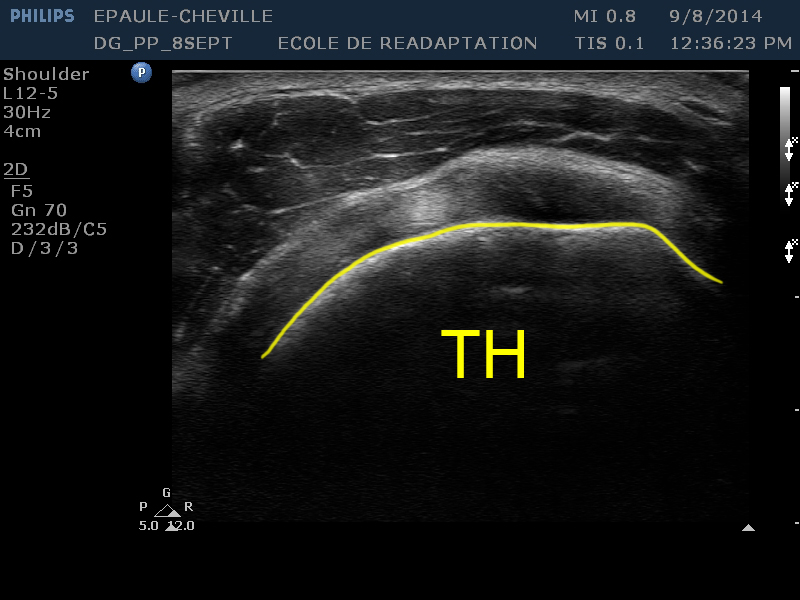 PHILIPS EPAULE-CHEVILLE MI 0.8 9/8/2014
DG_PP_8SEPT ECOLE DE READAPTATION TIS 0.1 12:36:23 PM
Shoulder P
L12-5
30Hz
4cm
2D
F5
Gn 70
232dB/C5
D/3/3
TH
G
P R
5.0 12.0